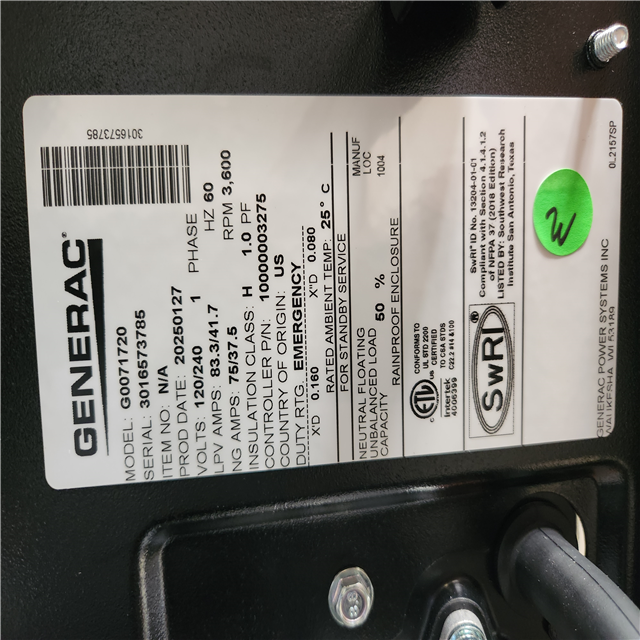 3016573785
GENERAC®
MODEL: G0071720
SERIAL: 3016573785
ITEM NO: N/A
PROD DATE: 20250127
VOLTS: 120/240 1 PHASE
LPV AMPS: 83.3/41.7 HZ 60
NG AMPS: 75/37.5 RPM 3,600
INSULATION CLASS: H 1.0 PF
CONTROLLER P/N: 10000003275
COUNTRY OF ORIGIN: US
DUTY RTG. EMERGENCY
X'D 0.160 X"D 0.080
RATED AMBIENT TEMP: 25° C
FOR STANDBY SERVICE
NEUTRAL FLOATING MANUF
UNBALANCED LOAD 50 % LOC
CAPACITY 1004
RAINPROOF ENCLOSURE
ETL
CM
us
Intertek
4006399
CONFORMS TO
UL STD 2200
CERTIFIED
TO CSA STDS
C22.2 #14 &100
SwRI
SwRI ID No. 13204-01-01
Compliant with Section 4.1.4.1.2
of NFPA 37 (2018 Edition)
LISTED BY: Southwest Research
Institute San Antonio, Texas
GENERAC POWER SYSTEMS INC
WAUKESHA, WI 53189
0L2157SP